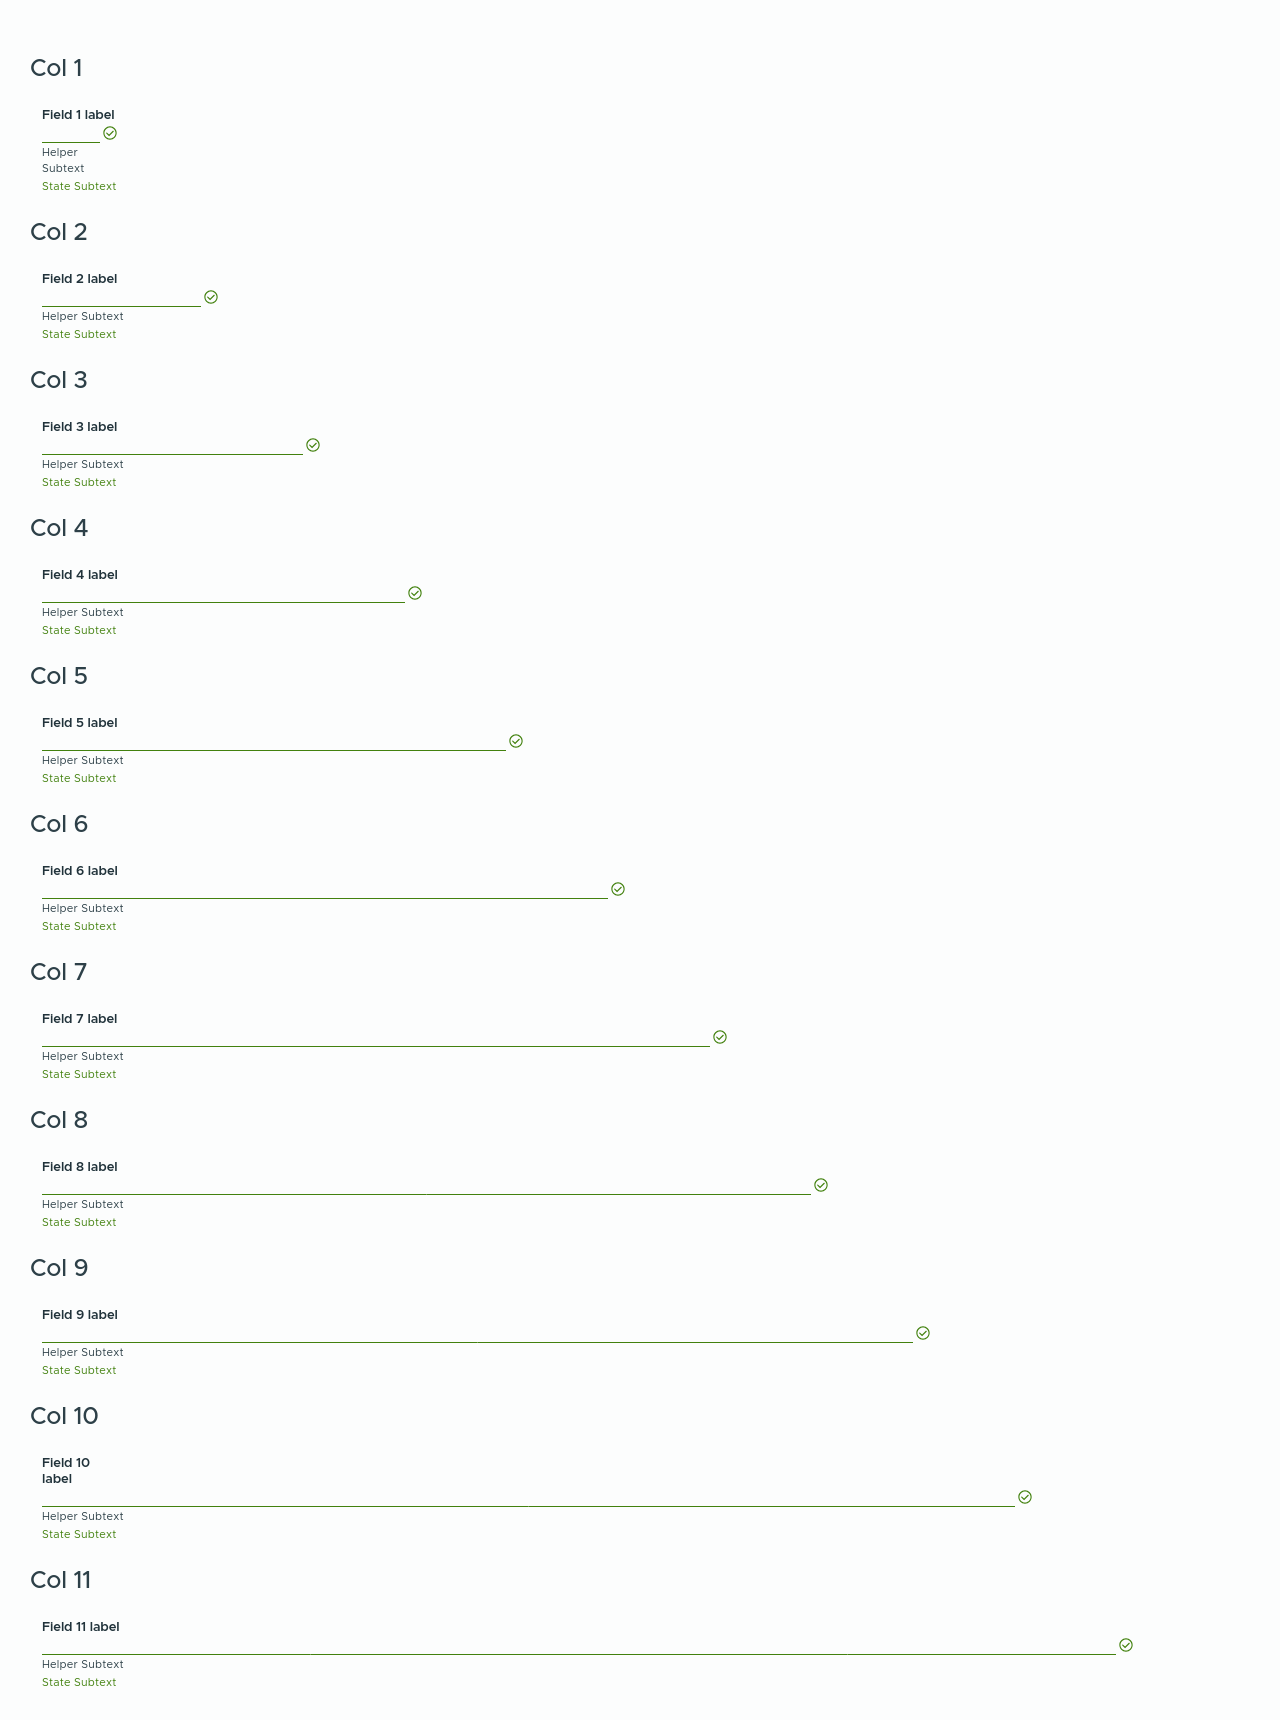 Col 1
Field 1 label
Helper
Subtext
State Subtext
Col 2
Field 2 label
Helper Subtext
State Subtext
Col 3
Field 3 label
Helper Subtext
State Subtext
Col 4
Field 4 label
Helper Subtext
State Subtext
Col 5
Field 5 label
Helper Subtext
State Subtext
Col 6
Field 6 label
Helper Subtext
State Subtext
Col 7
Field 7 label
Helper Subtext
State Subtext
Col 8
Field 8 label
Helper Subtext
State Subtext
Col 9
Field 9 label
Helper Subtext
State Subtext
Col 10
Field 10
label
Helper Subtext
State Subtext
Col 11
Field 11 label
Helper Subtext
State Subtext